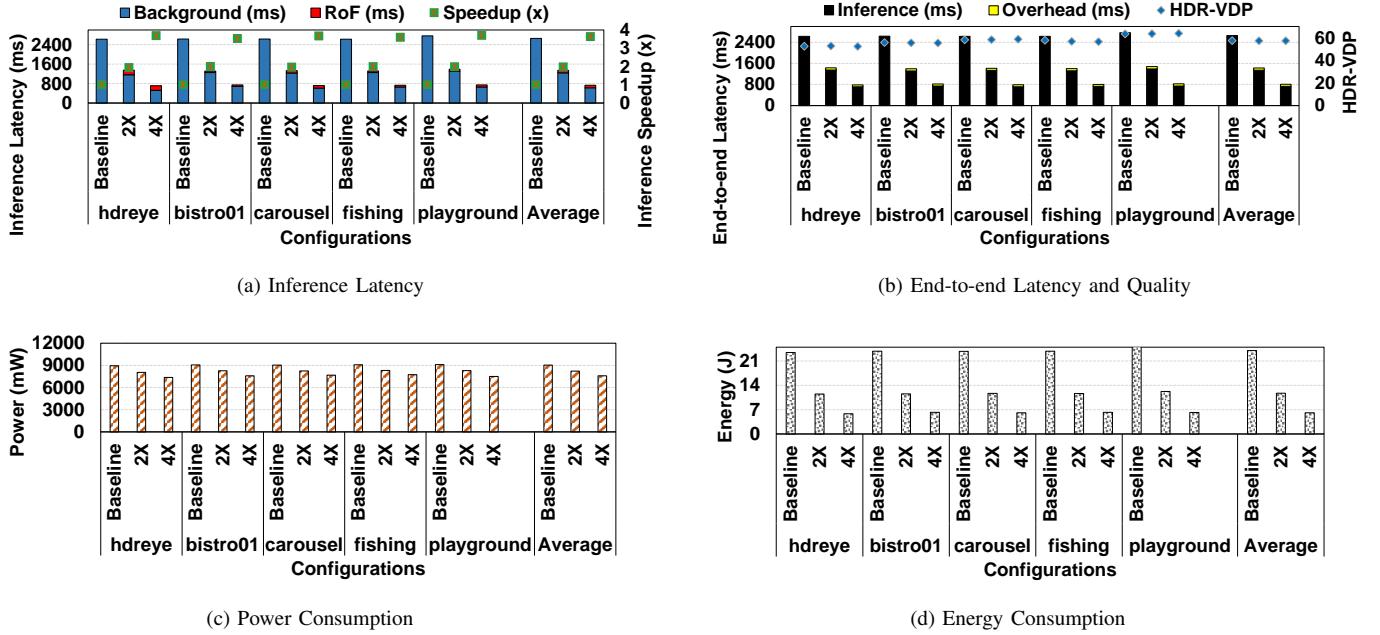 Background (ms) RoF (ms) Speedup (x)
Inference Latency (ms)
2400
1600
800
0
4
3
2
1
0
Inference Speedup (x)
Baseline 2X 4X Baseline 2X 4X Baseline 2X 4X Baseline 2X 4X Baseline 2X 4X Baseline 2X 4X
hdreye bistro01 carousel fishing playground Average
Configurations
(a) Inference Latency
Inference (ms) Overhead (ms) HDR-VDP
End-to-end Latency (ms)
2400
1600
800
0
60
40
20
0
HDR-VDP
Baseline 2X 4X Baseline 2X 4X Baseline 2X 4X Baseline 2X 4X Baseline 2X 4X Baseline 2X 4X
hdreye bistro01 carousel fishing playground Average
Configurations
(b) End-to-end Latency and Quality
Power (mW)
12000
9000
6000
3000
0
Baseline 2X 4X Baseline 2X 4X Baseline 2X 4X Baseline 2X 4X Baseline 2X 4X Baseline 2X 4X
hdreye bistro01 carousel fishing playground Average
Configurations
(c) Power Consumption
Energy (J)
21
14
7
0
Baseline 2X 4X Baseline 2X 4X Baseline 2X 4X Baseline 2X 4X Baseline 2X 4X Baseline 2X 4X
hdreye bistro01 carousel fishing playground Average
Configurations
(d) Energy Consumption